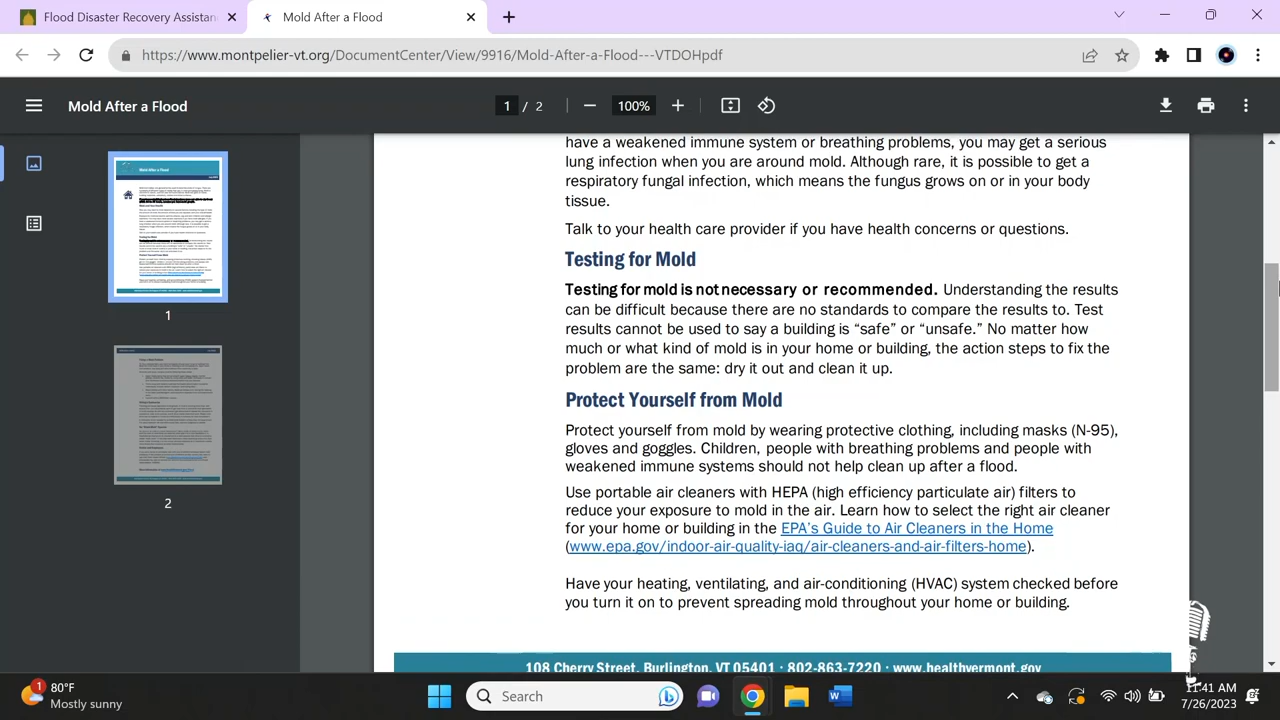 Flood Disaster Recovery Assistan
Mold After a Flood
https://www.montpelier-vt.org/DocumentCenter/View/9916/Mold-After-a-Flood---VTDOHpdf
Mold After a Flood
1 / 2
100%
have a weakened immune system or breathing problems, you may get a serious
lung infection when you are around mold. Although rare, it is possible to get a
respiratory fungal infection, which means the fungus grows on or in your body
tissue.
Talk to your health care provider if you have health concerns or questions.
Testing for Mold
Testing for mold is not necessary or recommended. Understanding the results
can be difficult because there are no standards to compare the results to. Test
results cannot be used to say a building is “safe” or “unsafe.” No matter how
much or what kind of mold is in your home or building, the action steps to fix the
problem are the same: dry it out and clean it up.
Protect Yourself from Mold
Protect yourself from mold by wearing protective clothing, including masks (N-95),
gloves and goggles. Children, people with breathing problems and people with
weakened immune systems should not help clean up after a flood.
Use portable air cleaners with HEPA (high efficiency particulate air) filters to
reduce your exposure to mold in the air. Learn how to select the right air cleaner
for your home or building in the EPA’s Guide to Air Cleaners in the Home
(www.epa.gov/indoor-air-quality-iaq/air-cleaners-and-air-filters-home).
Have your heating, ventilating, and air-conditioning (HVAC) system checked before
you turn it on to prevent spreading mold throughout your home or building.
108 Cherry Street, Burlington, VT 05401 · 802-863-7220 · www.healthvermont.gov
Mold After a Flood
1
2
1
80°F
Mostly sunny
Search
11:41 AM
7/26/2023